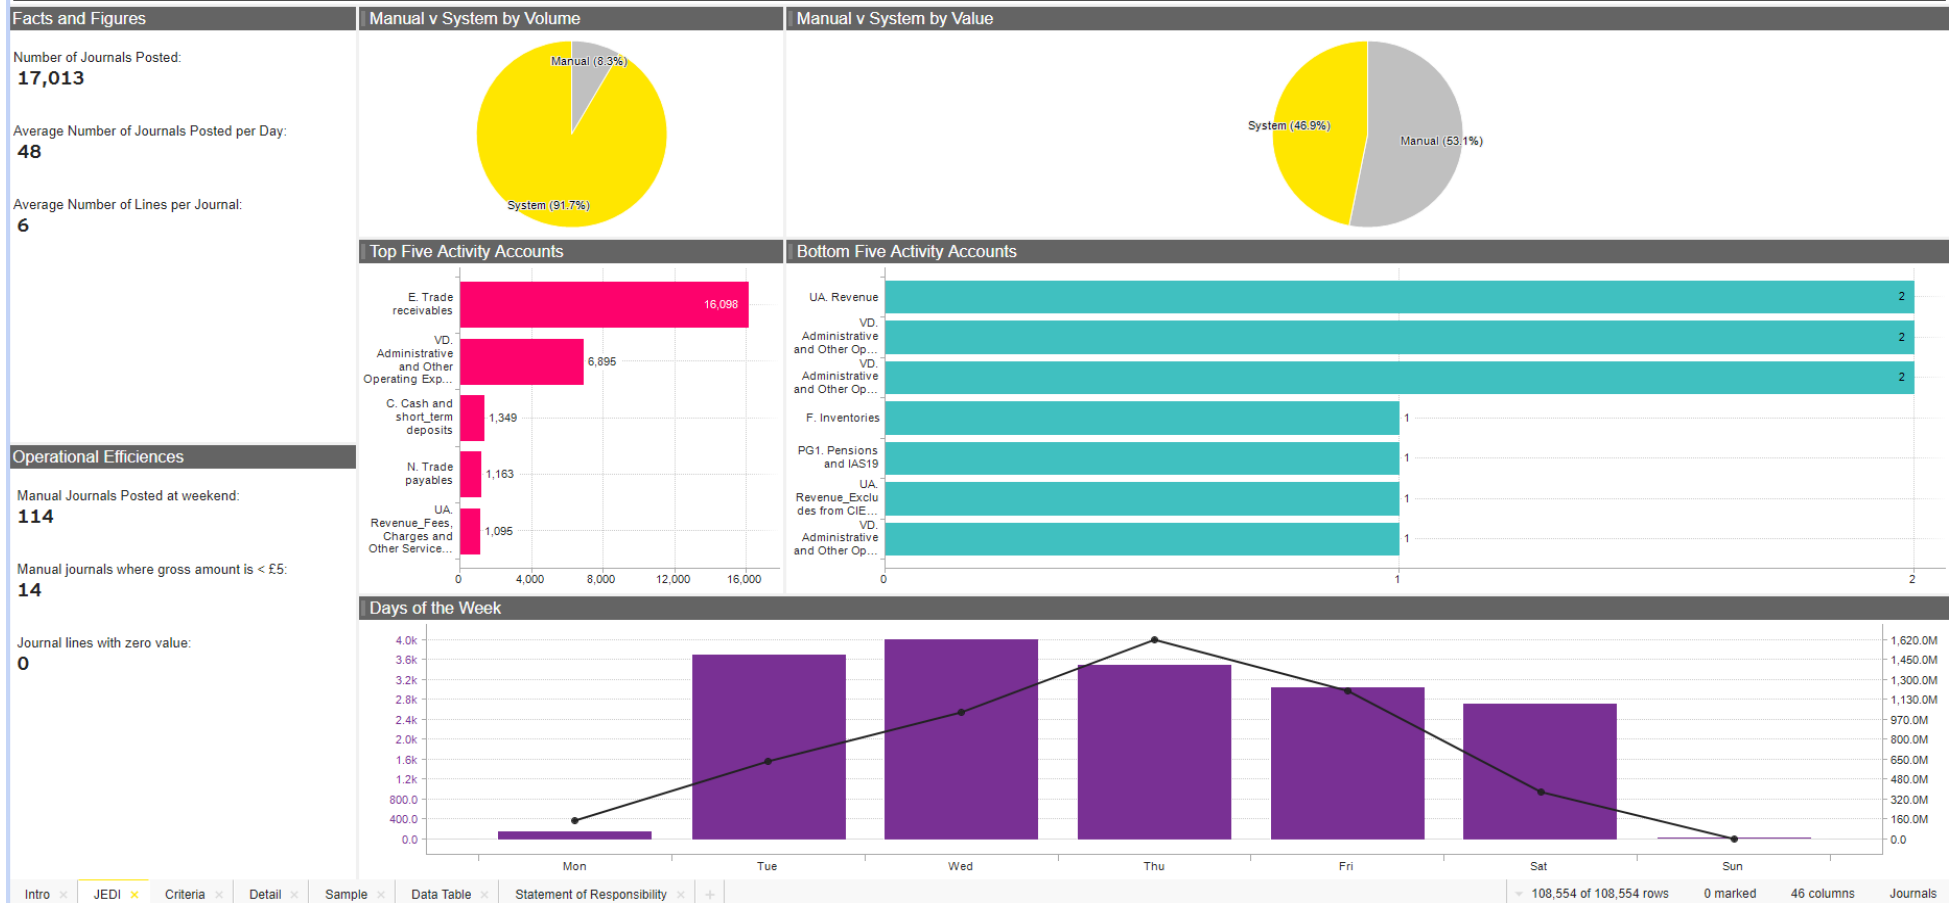 Facts and Figures
Number of Journals Posted:
17,013
Average Number of Journals Posted per Day:
48
Average Number of Lines per Journal:
6
Manual v System by Volume
Manual (8.3%)
System (91.7%)
Manual v System by Value
System (46.9%)
Manual (53.1%)
Top Five Activity Accounts
E. Trade
receivables
16,098
VD.
Administrative
and Other
Operating Exp...
6,895
C. Cash and
short_term
deposits
1,349
N. Trade
payables
1,163
UA.
Revenue_Fees,
Charges and
Other Service...
1,095
0 4,000 8,000 12,000 16,000
Bottom Five Activity Accounts
UA. Revenue
2
VD.
Administrative
and Other Op...
2
VD.
Administrative
and Other Op...
2
F. Inventories
1
PG1. Pensions
and IAS19
1
UA.
Revenue_Exclu
des from CIE...
1
VD.
Administrative
and Other Op...
1
0 1 2
Operational Efficiences
Manual Journals Posted at weekend:
114
Manual journals where gross amount is < £5:
14
Journal lines with zero value:
0
Days of the Week
4.0k
3.6k
3.2k
2.8k
2.4k
2.0k
1.6k
1.2k
800.0
400.0
0.0
1,620.0M
1,450.0M
1,300.0M
1,130.0M
970.0M
800.0M
650.0M
480.0M
320.0M
160.0M
0.0
Mon Tue Wed Thu Fri Sat Sun
Intro JEDI Criteria Detail Sample Data Table Statement of Responsibility
108,554 of 108,554 rows 0 marked 46 columns Journals